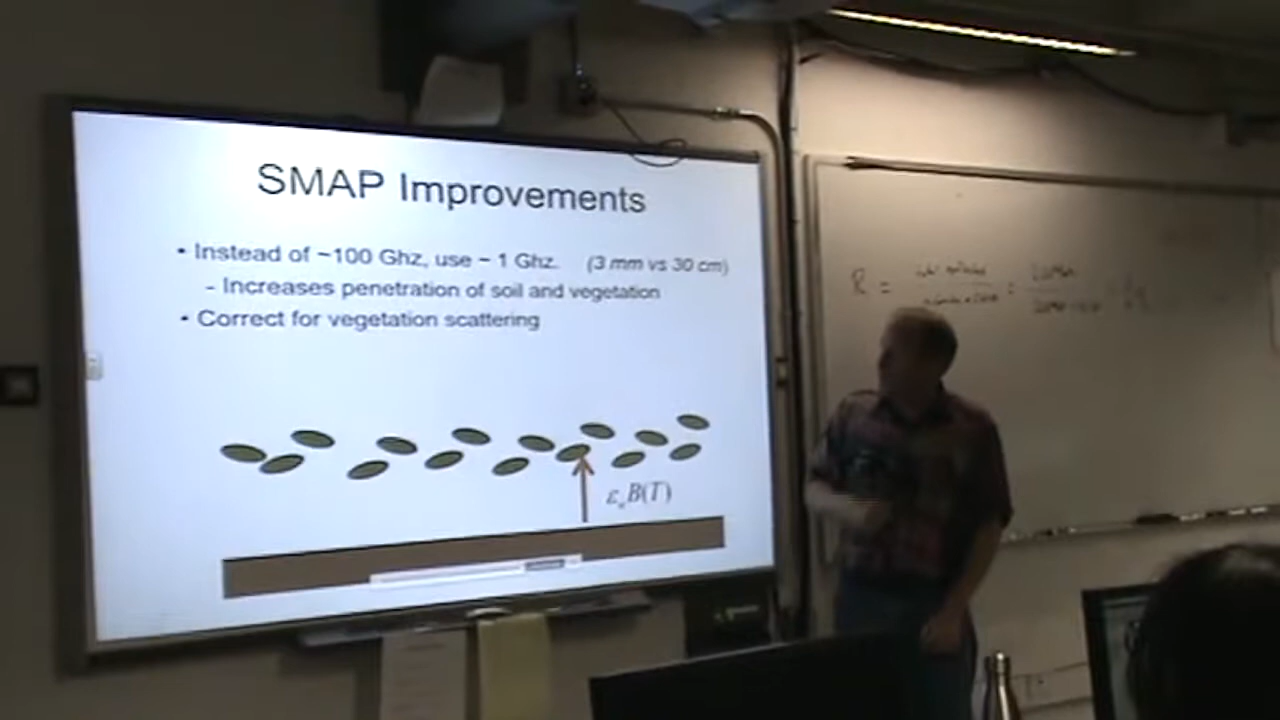 SMAP Improvements
• Instead of ~100 Ghz, use ~ 1 Ghz. (3 mm vs 30 cm)
- Increases penetration of soil and vegetation
• Correct for vegetation scattering
B(T)
R =